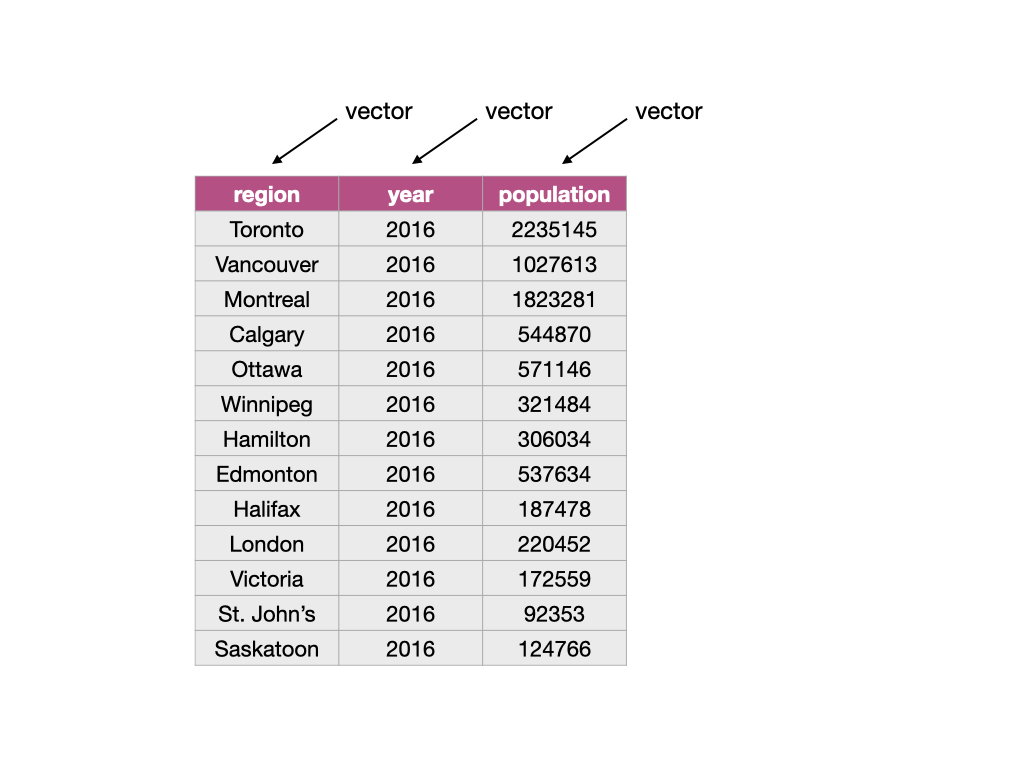 vector vector vector
region year population
Toronto 2016 2235145
Vancouver 2016 1027613
Montreal 2016 1823281
Calgary 2016 544870
Ottawa 2016 571146
Winnipeg 2016 321484
Hamilton 2016 306034
Edmonton 2016 537634
Halifax 2016 187478
London 2016 220452
Victoria 2016 172559
St. John’s 2016 92353
Saskatoon 2016 124766